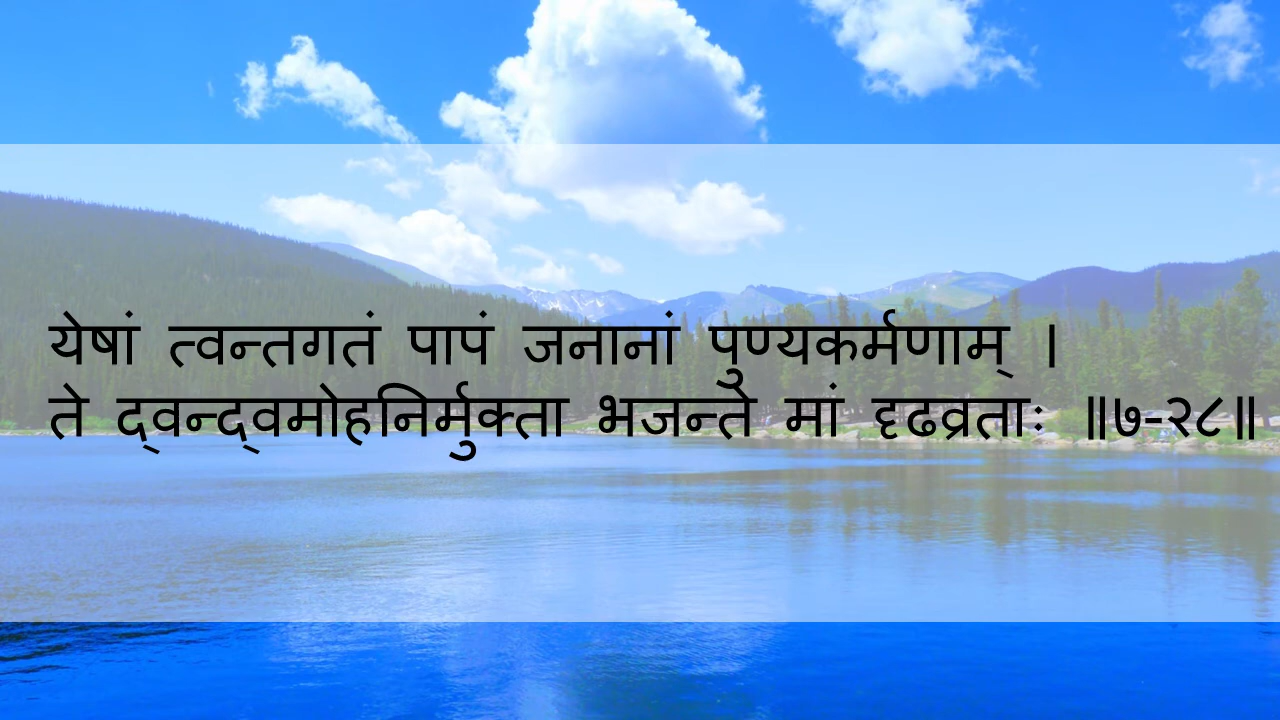 येषां त्वन्तगतं पापं जनानां पुण्यकर्मणाम् ।
ते द्वन्द्वमोहनिर्मुक्ता भजन्ते मां दृढव्रताः ॥७-२८॥